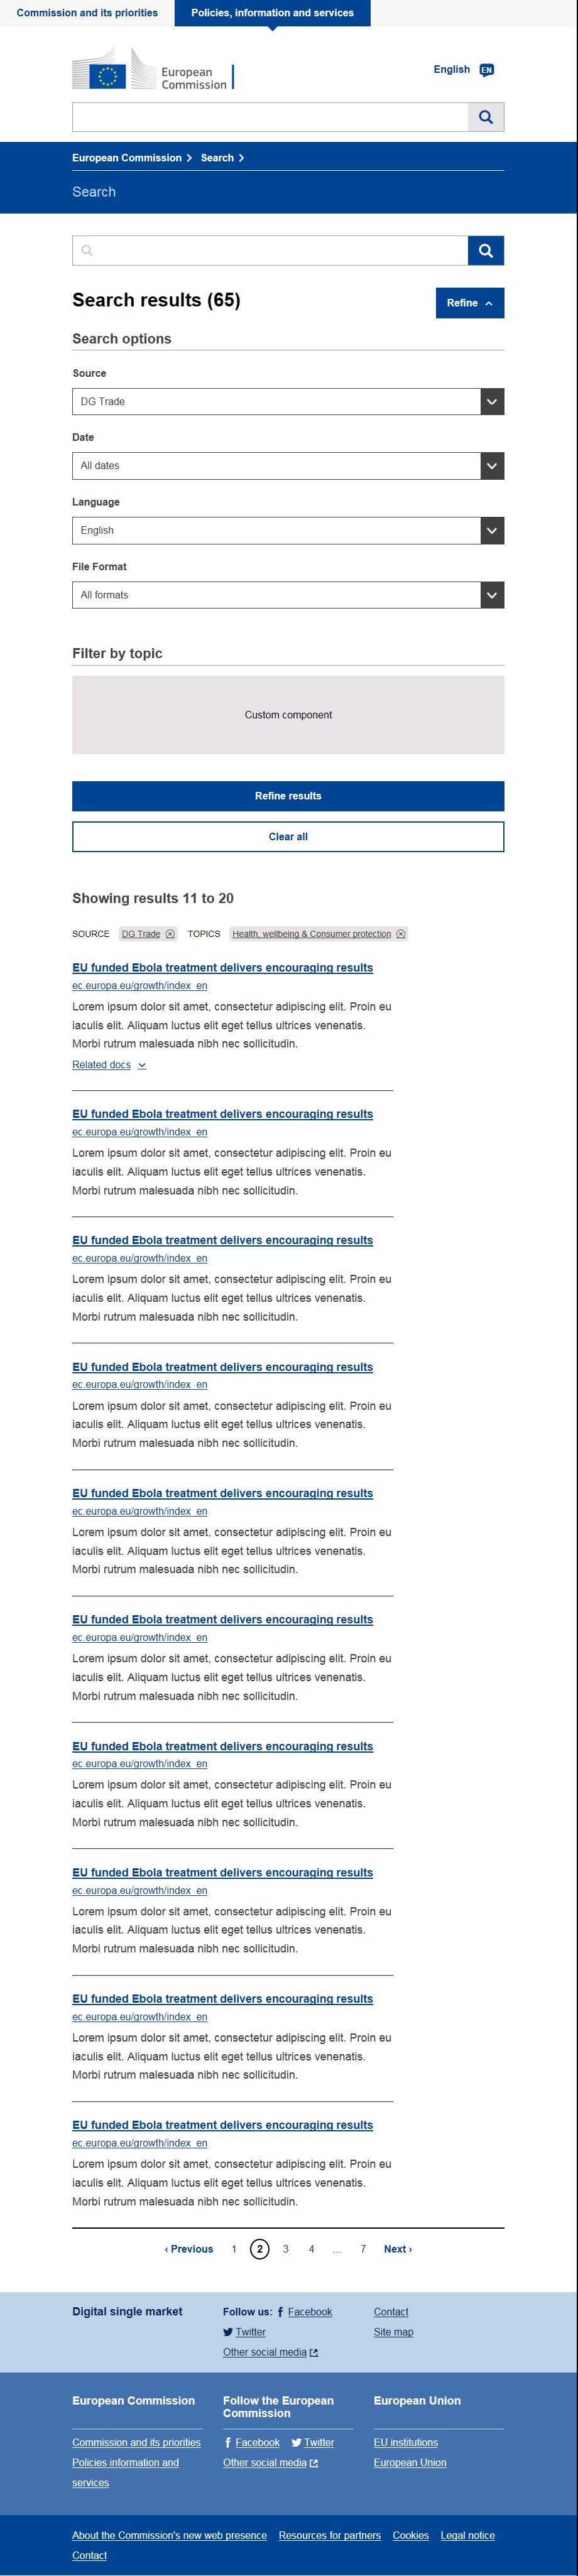 Commission and its priorities Policies, information and services
European
Commission
English EN
European Commission Search
Search
Search results (65)
Refine
Search options
Source
DG Trade
Date
All dates
Language
English
File Format
All formats
Filter by topic
Custom component
Refine results
Clear all
Showing results 11 to 20
SOURCE DG Trade TOPICS Health, wellbeing & Consumer protection
EU funded Ebola treatment delivers encouraging results
ec.europa.eu/growth/index_en
Lorem ipsum dolor sit amet, consectetur adipiscing elit. Proin eu
iaculis elit. Aliquam luctus elit eget tellus ultrices venenatis.
Morbi rutrum malesuada nibh nec sollicitudin.
Related docs
EU funded Ebola treatment delivers encouraging results
ec.europa.eu/growth/index_en
Lorem ipsum dolor sit amet, consectetur adipiscing elit. Proin eu
iaculis elit. Aliquam luctus elit eget tellus ultrices venenatis.
Morbi rutrum malesuada nibh nec sollicitudin.
EU funded Ebola treatment delivers encouraging results
ec.europa.eu/growth/index_en
Lorem ipsum dolor sit amet, consectetur adipiscing elit. Proin eu
iaculis elit. Aliquam luctus elit eget tellus ultrices venenatis.
Morbi rutrum malesuada nibh nec sollicitudin.
EU funded Ebola treatment delivers encouraging results
ec.europa.eu/growth/index_en
Lorem ipsum dolor sit amet, consectetur adipiscing elit. Proin eu
iaculis elit. Aliquam luctus elit eget tellus ultrices venenatis.
Morbi rutrum malesuada nibh nec sollicitudin.
EU funded Ebola treatment delivers encouraging results
ec.europa.eu/growth/index_en
Lorem ipsum dolor sit amet, consectetur adipiscing elit. Proin eu
iaculis elit. Aliquam luctus elit eget tellus ultrices venenatis.
Morbi rutrum malesuada nibh nec sollicitudin.
EU funded Ebola treatment delivers encouraging results
ec.europa.eu/growth/index_en
Lorem ipsum dolor sit amet, consectetur adipiscing elit. Proin eu
iaculis elit. Aliquam luctus elit eget tellus ultrices venenatis.
Morbi rutrum malesuada nibh nec sollicitudin.
EU funded Ebola treatment delivers encouraging results
ec.europa.eu/growth/index_en
Lorem ipsum dolor sit amet, consectetur adipiscing elit. Proin eu
iaculis elit. Aliquam luctus elit eget tellus ultrices venenatis.
Morbi rutrum malesuada nibh nec sollicitudin.
EU funded Ebola treatment delivers encouraging results
ec.europa.eu/growth/index_en
Lorem ipsum dolor sit amet, consectetur adipiscing elit. Proin eu
iaculis elit. Aliquam luctus elit eget tellus ultrices venenatis.
Morbi rutrum malesuada nibh nec sollicitudin.
EU funded Ebola treatment delivers encouraging results
ec.europa.eu/growth/index_en
Lorem ipsum dolor sit amet, consectetur adipiscing elit. Proin eu
iaculis elit. Aliquam luctus elit eget tellus ultrices venenatis.
Morbi rutrum malesuada nibh nec sollicitudin.
EU funded Ebola treatment delivers encouraging results
ec.europa.eu/growth/index_en
Lorem ipsum dolor sit amet, consectetur adipiscing elit. Proin eu
iaculis elit. Aliquam luctus elit eget tellus ultrices venenatis.
Morbi rutrum malesuada nibh nec sollicitudin.
‹ Previous 1 2 3 4 ... 7 Next ›
Digital single market
Follow us: Facebook
Twitter
Other social media
Contact
Site map
European Commission
Commission and its priorities
Policies information and
services
Follow the European
Commission
Facebook Twitter
Other social media
European Union
EU institutions
European Union
About the Commission's new web presence Resources for partners Cookies Legal notice
Contact